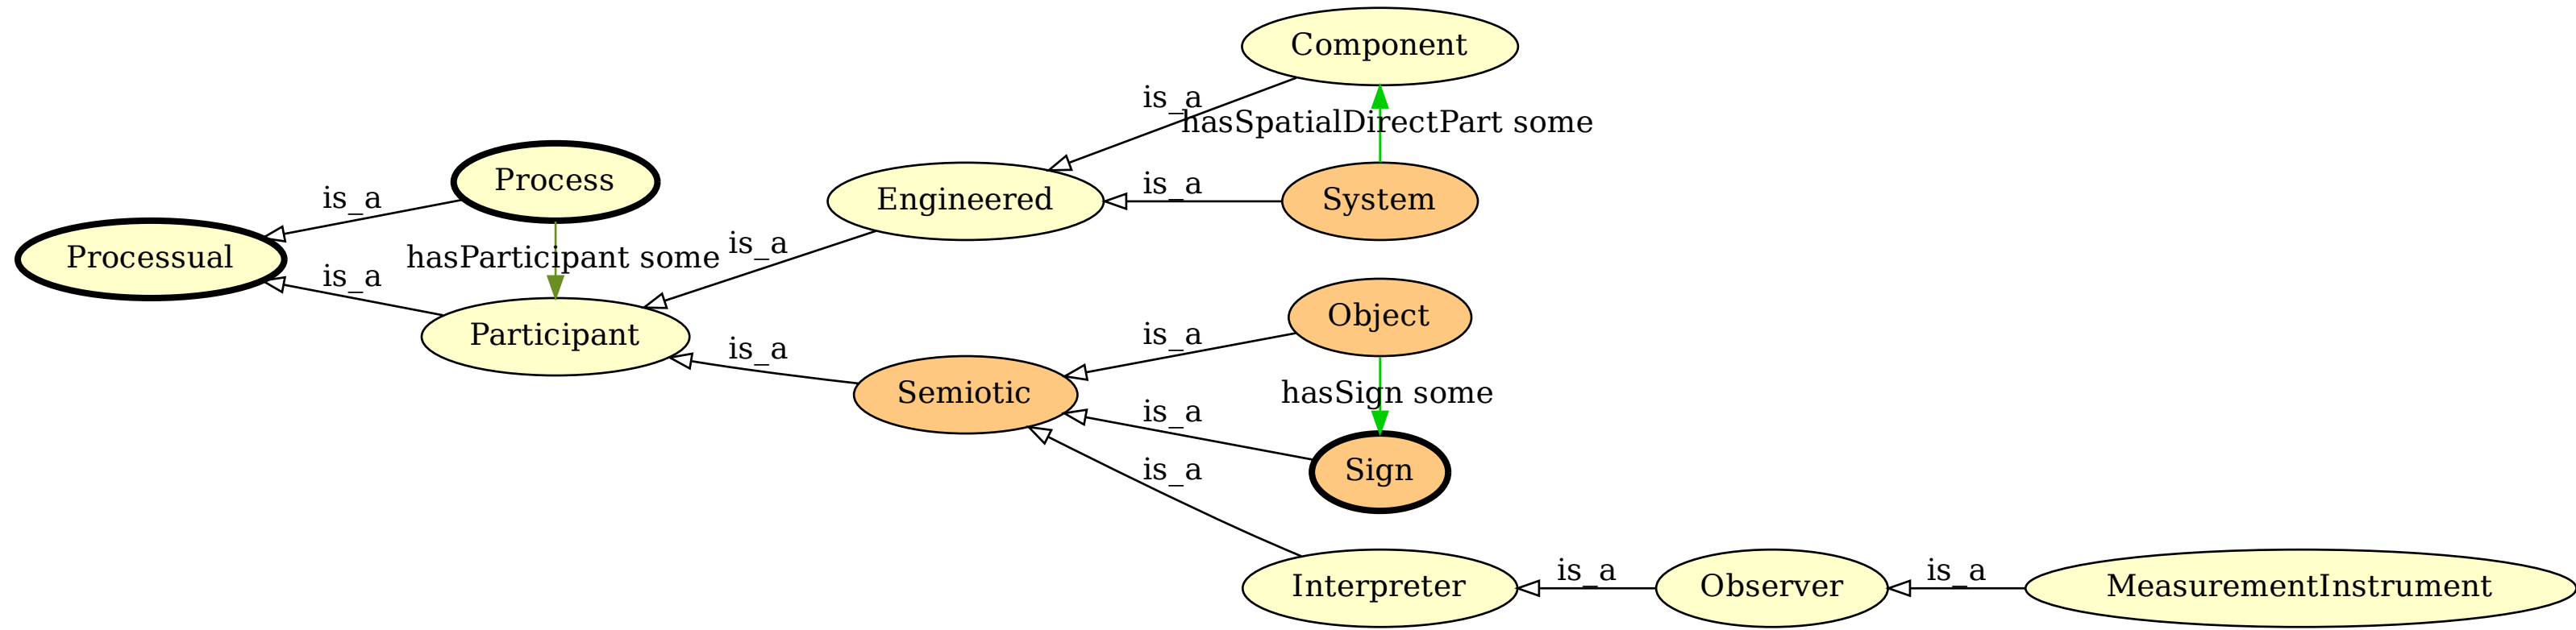 Component
is_a
hasSpatialDirectPart some
Process
is_a
System
Engineered
is_a
Processual
hasParticipant some
is_a
is_a
Participant
Object
is_a
is_a
Semiotic
hasSign some
is_a
Sign
is_a
Interpreter
is_a
Observer
is_a
MeasurementInstrument